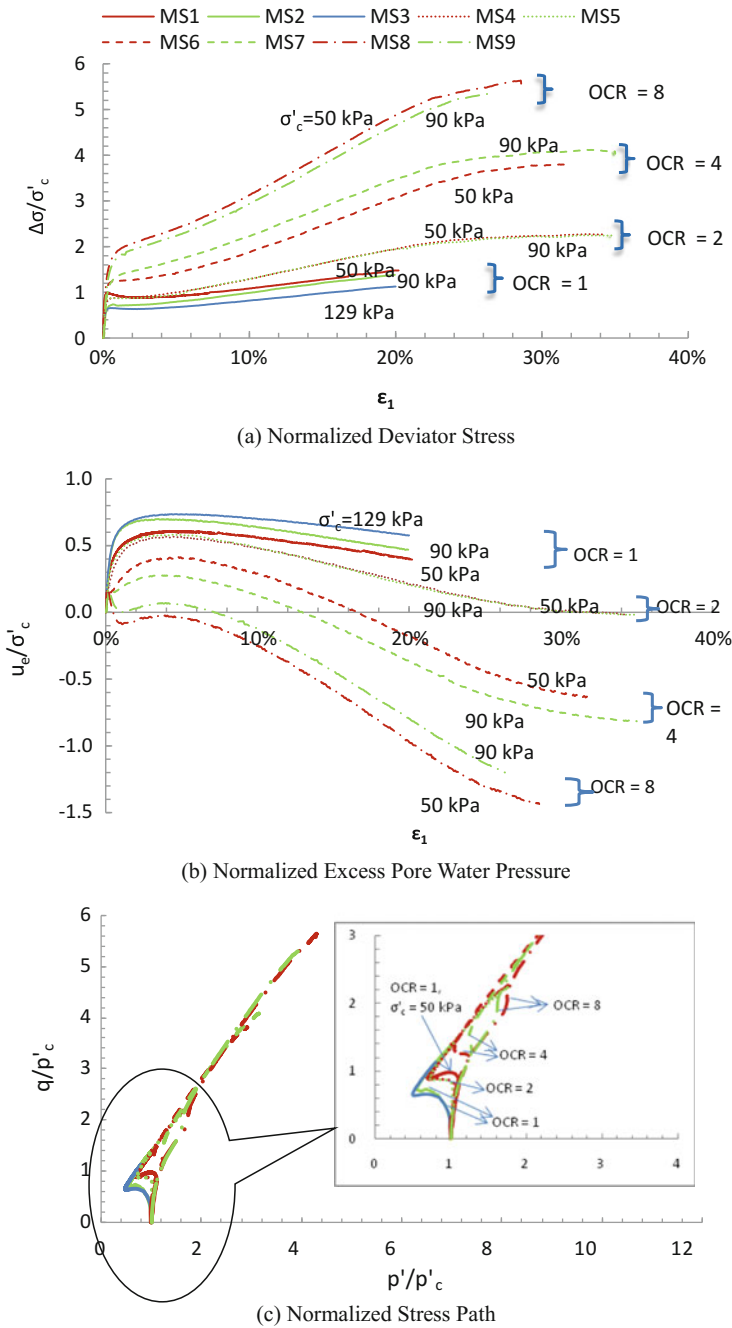 MS1 MS2 MS3 MS4 MS5
MS6 MS7 MS8 MS9
6
5
4
3
2
1
0
Δσ/σ'c
σ'c=50 kPa
90 kPa
OCR = 8
90 kPa
50 kPa
OCR = 4
50 kPa
90 kPa
OCR = 2
50 kPa
90 kPa
129 kPa
OCR = 1
0% 10% 20% 30% 40%
ε1
(a) Normalized Deviator Stress
1.0
0.5
0.0
-0.5
-1.0
-1.5
ue/σ'c
σ'c=129 kPa
90 kPa
50 kPa
OCR = 1
90 kPa
50 kPa
OCR = 2
0% 10% 20% 30% 40%
50 kPa
90 kPa
OCR =
4
90 kPa
50 kPa
OCR = 8
ε1
(b) Normalized Excess Pore Water Pressure
6
5
4
3
2
1
0
q/p'c
0 2 4 6 8 10 12
p'/p'c
3
2
1
0
OCR = 1,
σ'c = 50 kPa
OCR = 8
OCR = 4
OCR = 2
OCR = 1
0 1 2 3 4
(c) Normalized Stress Path